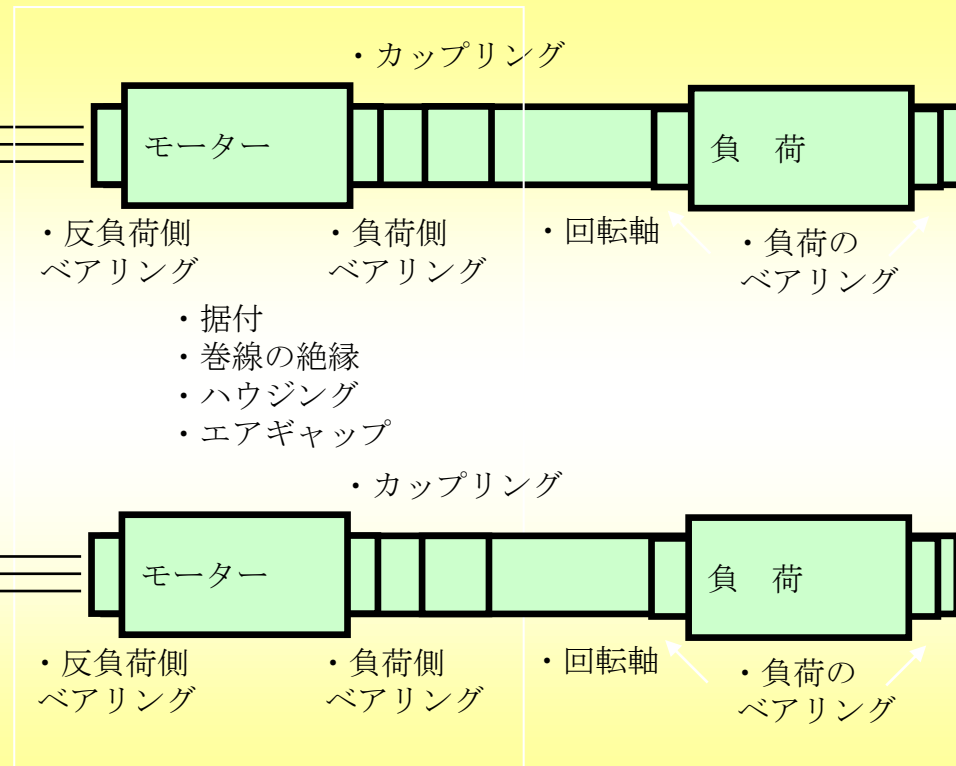 ・カップリング
モーター
負　荷
・反負荷側
ベアリング
・負荷側
ベアリング
・回転軸
・負荷の
ベアリング
・据付
・巻線の絶縁
・ハウジング
・エアギャップ
・カップリング
モーター
負　荷
・反負荷側
ベアリング
・負荷側
ベアリング
・回転軸
・負荷の
ベアリング